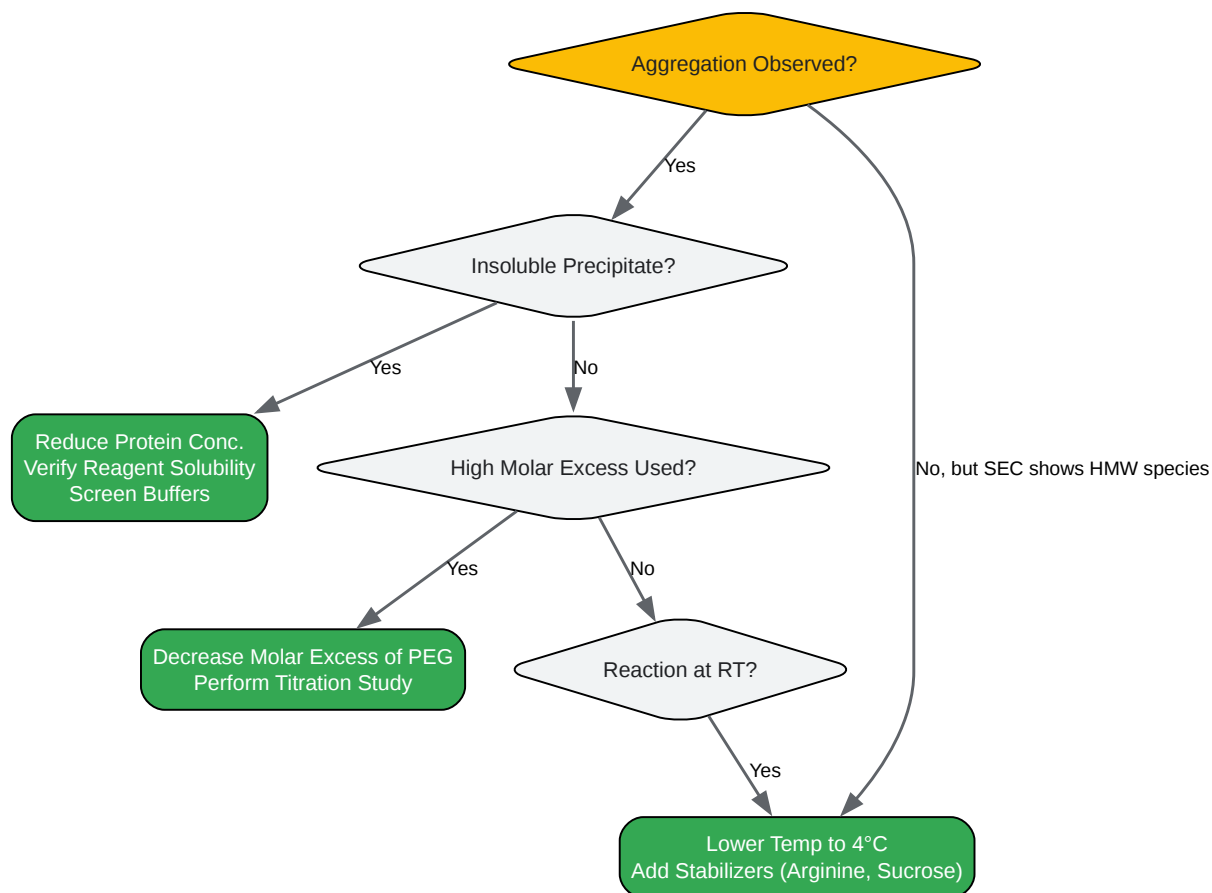 Aggregation Observed?
Yes
Insoluble Precipitate?
Yes
No
Reduce Protein Conc.
Verify Reagent Solubility
Screen Buffers
High Molar Excess Used?
No, but SEC shows HMW species
Yes
No
Decrease Molar Excess of PEG
Perform Titration Study
Reaction at RT?
Yes
Lower Temp to 4°C
Add Stabilizers (Arginine, Sucrose)